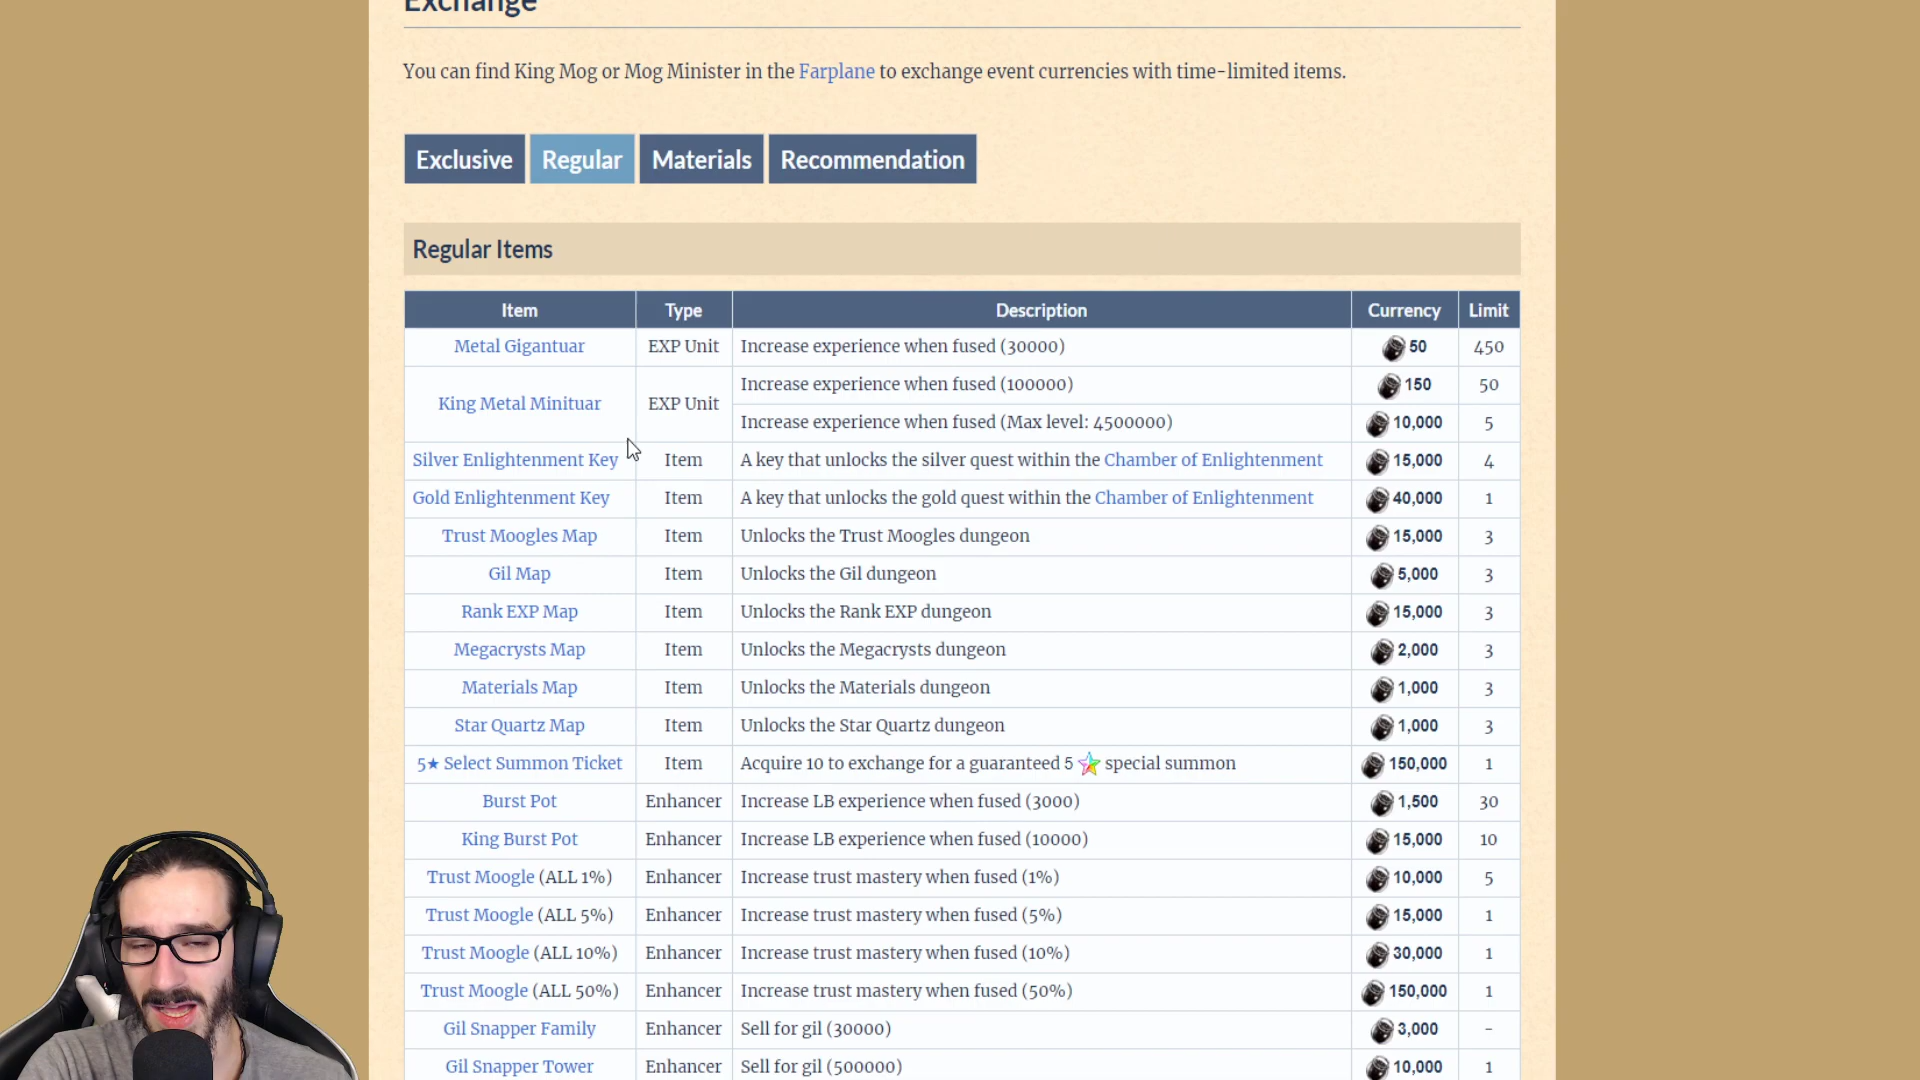 Exchange
You can find King Mog or Mog Minister in the Farplane to exchange event currencies with time-limited items.
Exclusive Regular Materials Recommendation
Regular Items
Item Type Description Currency Limit
Metal Gigantuar EXP Unit Increase experience when fused (30000) 50 450
King Metal Minituar EXP Unit Increase experience when fused (100000) 150 50
Increase experience when fused (Max level: 4500000) 10,000 5
Silver Enlightenment Key Item A key that unlocks the silver quest within the Chamber of Enlightenment 15,000 4
Gold Enlightenment Key Item A key that unlocks the gold quest within the Chamber of Enlightenment 40,000 1
Trust Moogles Map Item Unlocks the Trust Moogles dungeon 15,000 3
Gil Map Item Unlocks the Gil dungeon 5,000 3
Rank EXP Map Item Unlocks the Rank EXP dungeon 15,000 3
Megacrysts Map Item Unlocks the Megacrysts dungeon 2,000 3
Materials Map Item Unlocks the Materials dungeon 1,000 3
Star Quartz Map Item Unlocks the Star Quartz dungeon 1,000 3
5★ Select Summon Ticket Item Acquire 10 to exchange for a guaranteed 5 special summon 150,000 1
Burst Pot Enhancer Increase LB experience when fused (3000) 1,500 30
King Burst Pot Enhancer Increase LB experience when fused (10000) 15,000 10
Trust Moogle (ALL 1%) Enhancer Increase trust mastery when fused (1%) 10,000 5
Trust Moogle (ALL 5%) Enhancer Increase trust mastery when fused (5%) 15,000 1
Trust Moogle (ALL 10%) Enhancer Increase trust mastery when fused (10%) 30,000 1
Trust Moogle (ALL 50%) Enhancer Increase trust mastery when fused (50%) 150,000 1
Gil Snapper Family Enhancer Sell for gil (30000) 3,000 -
Gil Snapper Tower Enhancer Sell for gil (500000) 10,000 1